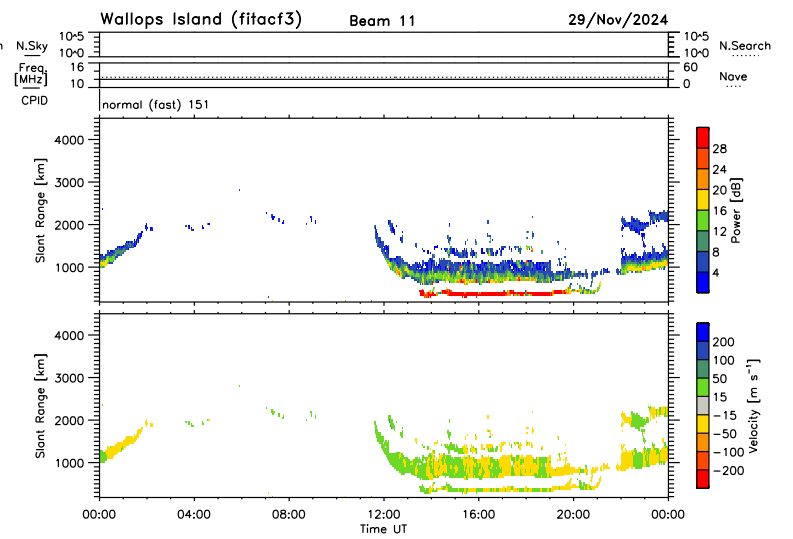 Wallops Island (fitacf3) Beam 11 29/Nov/2024
N.Sky 10^5 10^0 10^5 10^0 N.Search
Freq. [MHz] 16 10 60 0 Nave
CPID normal (fast) 151
Slant Range [km]
4000
3000
2000
1000
28
24
20
16
12
8
4
Power [dB]
Slant Range [km]
4000
3000
2000
1000
200
100
50
15
-15
-50
-100
-200
Velocity [m s⁻¹]
00:00 04:00 08:00 12:00 16:00 20:00 00:00
Time UT